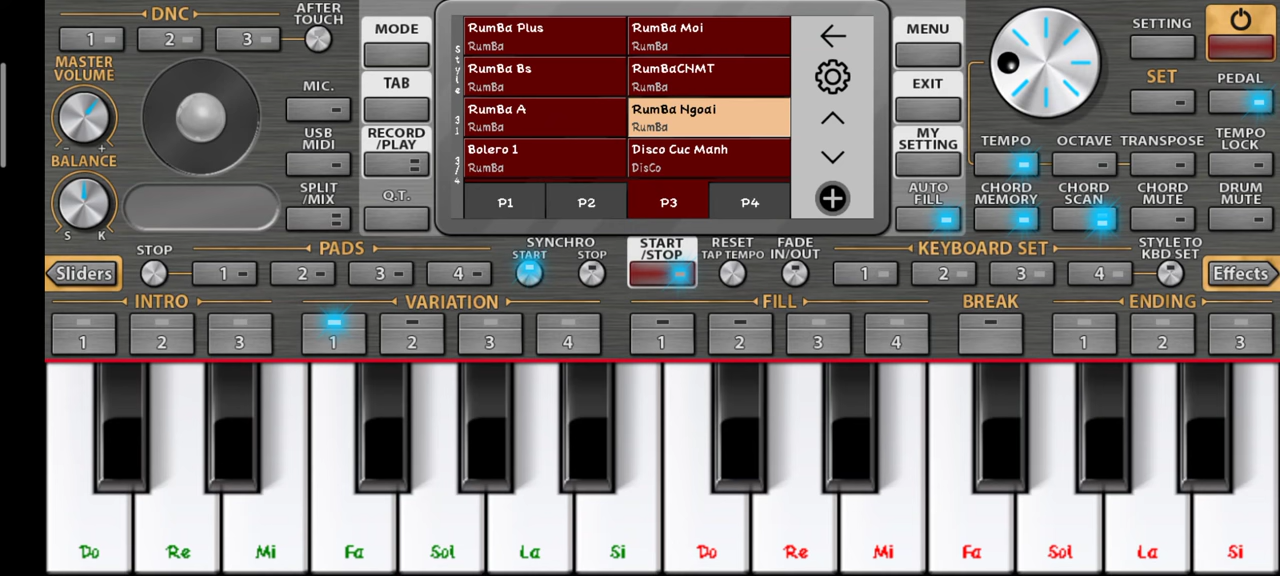 DNC
AFTER TOUCH
1 2 3
MASTER VOLUME
- +
BALANCE
S K
MIC.
USB MIDI
SPLIT /MIX
MODE
TAB
RECORD /PLAY
Q.T.
Style 31 3/4
RumBa Plus
RumBa
RumBa Moi
RumBa
RumBa Bs
RumBa
RumBaCNMT
RumBa
RumBa A
RumBa
RumBa Ngoai
RumBa
Bolero 1
RumBa
Disco Cuc Manh
DisCo
P1 P2 P3 P4
MENU
EXIT
MY SETTING
AUTO FILL
SETTING
SET
PEDAL
TEMPO OCTAVE TRANSPOSE TEMPO LOCK
CHORD MEMORY
CHORD SCAN
CHORD MUTE
DRUM MUTE
Sliders
STOP
PADS
1 2 3 4
SYNCHRO
START STOP
START /STOP
RESET
TAP TEMPO
FADE IN/OUT
KEYBOARD SET
1 2 3 4
STYLE TO KBD SET
Effects
INTRO
1 2 3
VARIATION
1 2 3 4
FILL
1 2 3 4
BREAK
ENDING
1 2 3
Do Re Mi Fa Sol La Si Do Re Mi Fa Sol La Si